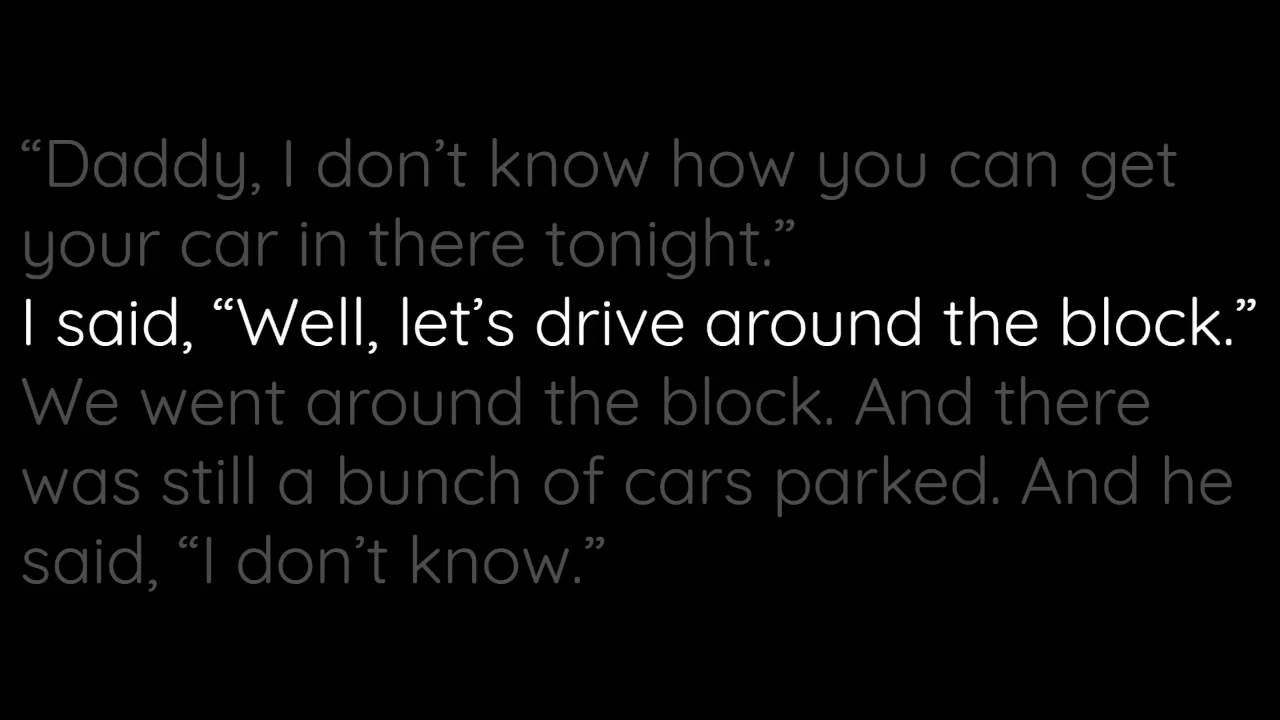 “Daddy, I don’t know how you can get
your car in there tonight.”
I said, “Well, let’s drive around the block.”
We went around the block. And there
was still a bunch of cars parked. And he
said, “I don’t know.”